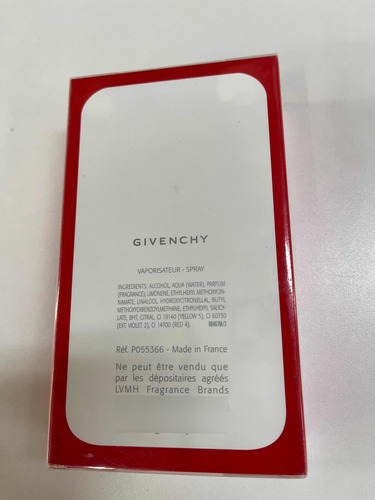 GIVENCHY
VAPORISATEUR - SPRAY
INGREDIENTS: ALCOHOL, AQUA (WATER), PARFUM
(FRAGRANCE), LIMONENE, ETHYLHEXYL METHOXYCIN-
NAMATE, LINALOOL, HYDROXYCITRONELLAL, BUTYL
METHOXYDIBENZOYLMETHANE, ETHYLHEXYL SALICY-
LATE, BHT, CITRAL, CI 19140 (YELLOW 5), CI 60730
(EXT. VIOLET 2), CI 14700 (RED 4).
Réf. P055366 - Made in France
Ne peut être vendu que
par les dépositaires agréés
LVMH Fragrance Brands